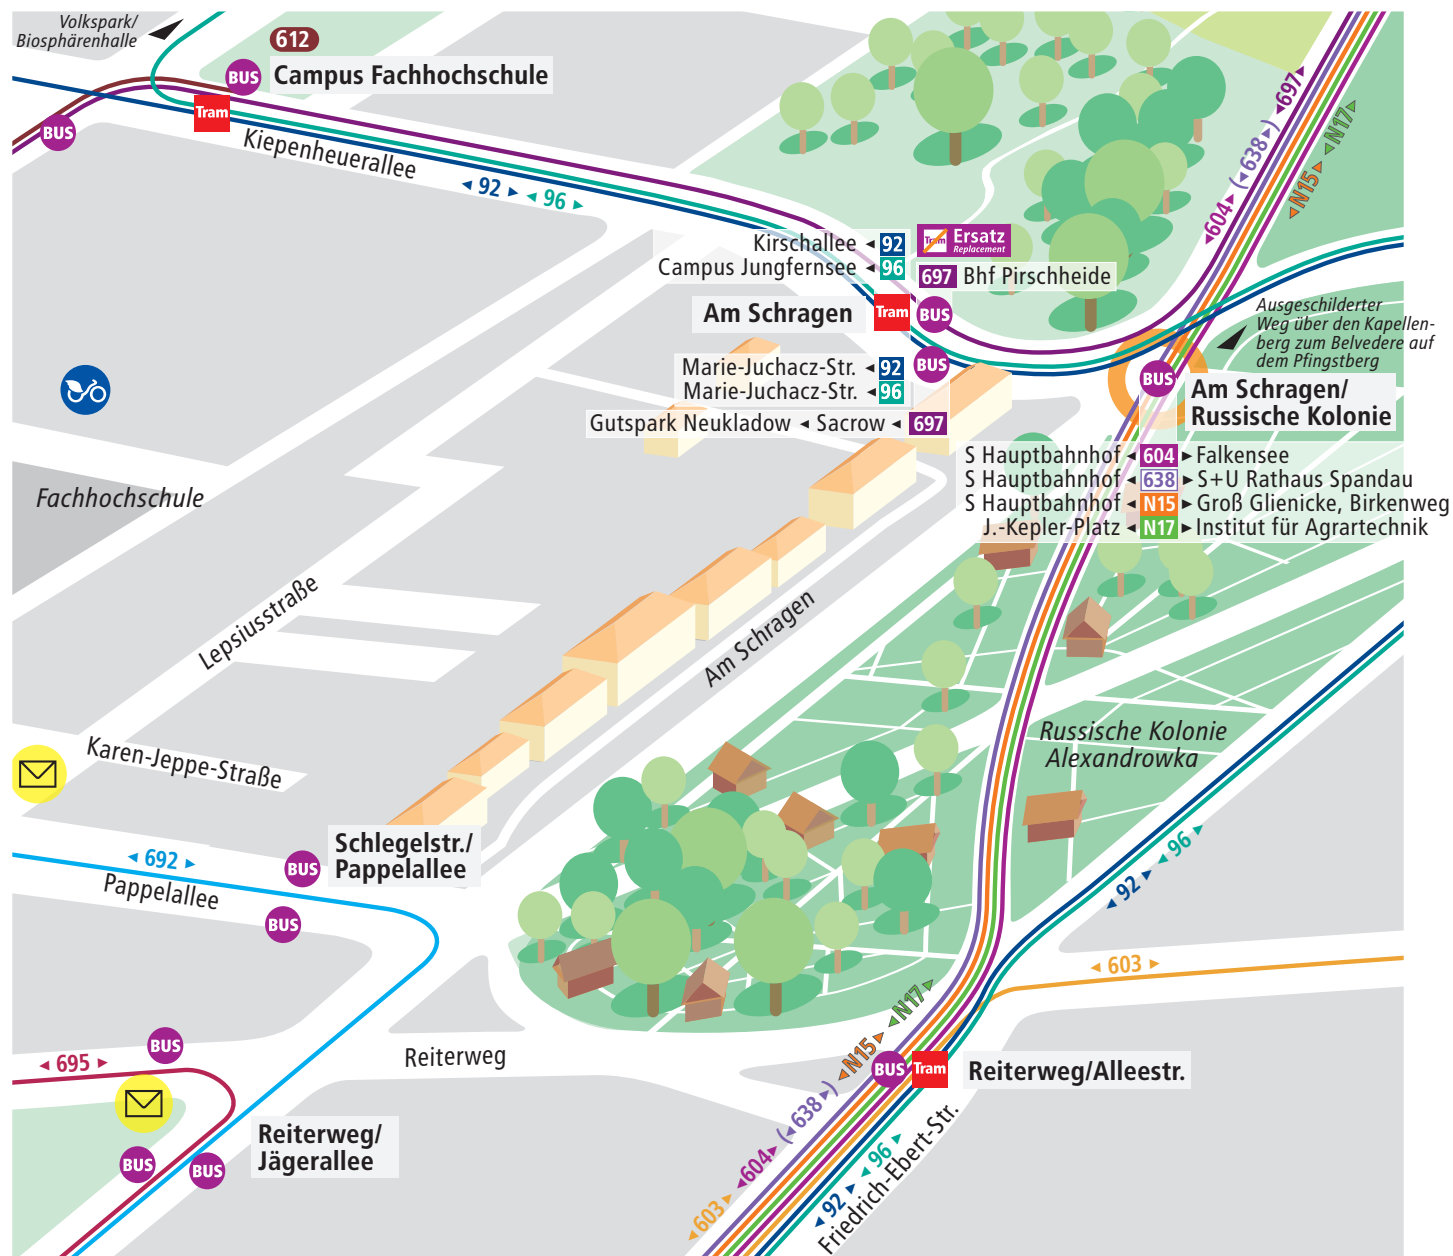 Volkspark/
Biosphärenhalle
612
BUS
Campus Fachhochschule
Tram
BUS
Kiepenheuerallee
92
96
697
(638)
604
N17
N15
Kirschallee 92
Campus Jungfernsee 96
Tram Ersatz
Replacement
697 Bhf Pirschheide
Am Schragen
Tram
BUS
BUS
Marie-Juchacz-Str. 92
Marie-Juchacz-Str. 96
Gutspark Neukladow Sacrow 697
Ausgeschilderter
Weg über den Kapellen-
berg zum Belvedere auf
dem Pfingstberg
BUS
Am Schragen/
Russische Kolonie
S Hauptbahnhof 604 Falkensee
S Hauptbahnhof 638 S+U Rathaus Spandau
S Hauptbahnhof N15 Groß Glienicke, Birkenweg
J.-Kepler-Platz N17 Institut für Agrartechnik
Fachhochschule
Lepsiusstraße
Am Schragen
Karen-Jeppe-Straße
Russische Kolonie
Alexandrowka
Schlegelstr./
Pappelallee
BUS
692
Pappelallee
BUS
92
96
603
N17
N15
(638)
604
603
BUS
695
Reiterweg
BUS
Tram
Reiterweg/Alleestr.
Reiterweg/
Jägerallee
BUS
BUS
96
92
Friedrich-Ebert-Str.